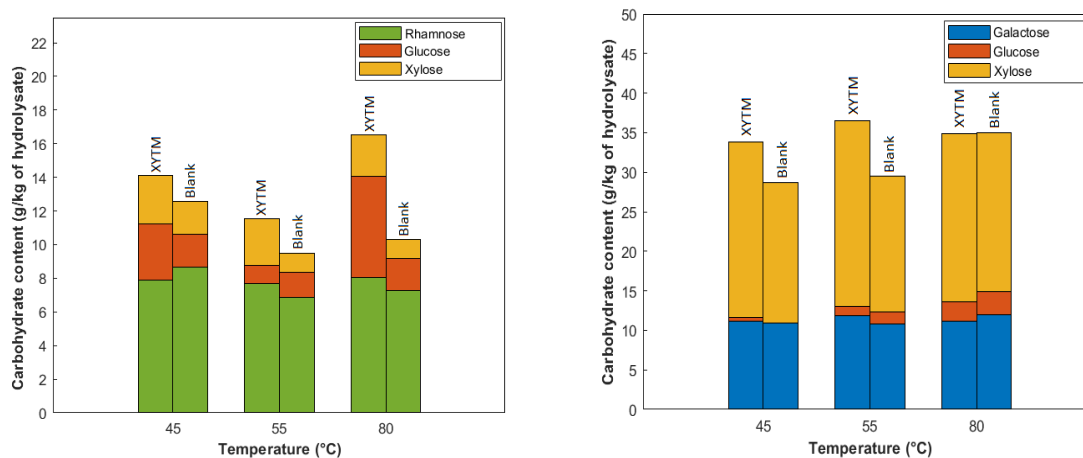 Carbohydrate content (g/kg of hydrolysate)
22
20
18
16
14
12
10
8
6
4
2
0
Rhamnose
Glucose
Xylose
XYTM
Blank
XYTM
Blank
XYTM
Blank
45
55
80
Temperature (°C)
Carbohydrate content (g/kg of hydrolysate)
50
45
40
35
30
25
20
15
10
5
0
Galactose
Glucose
Xylose
XYTM
Blank
XYTM
Blank
XYTM
Blank
45
55
80
Temperature (°C)